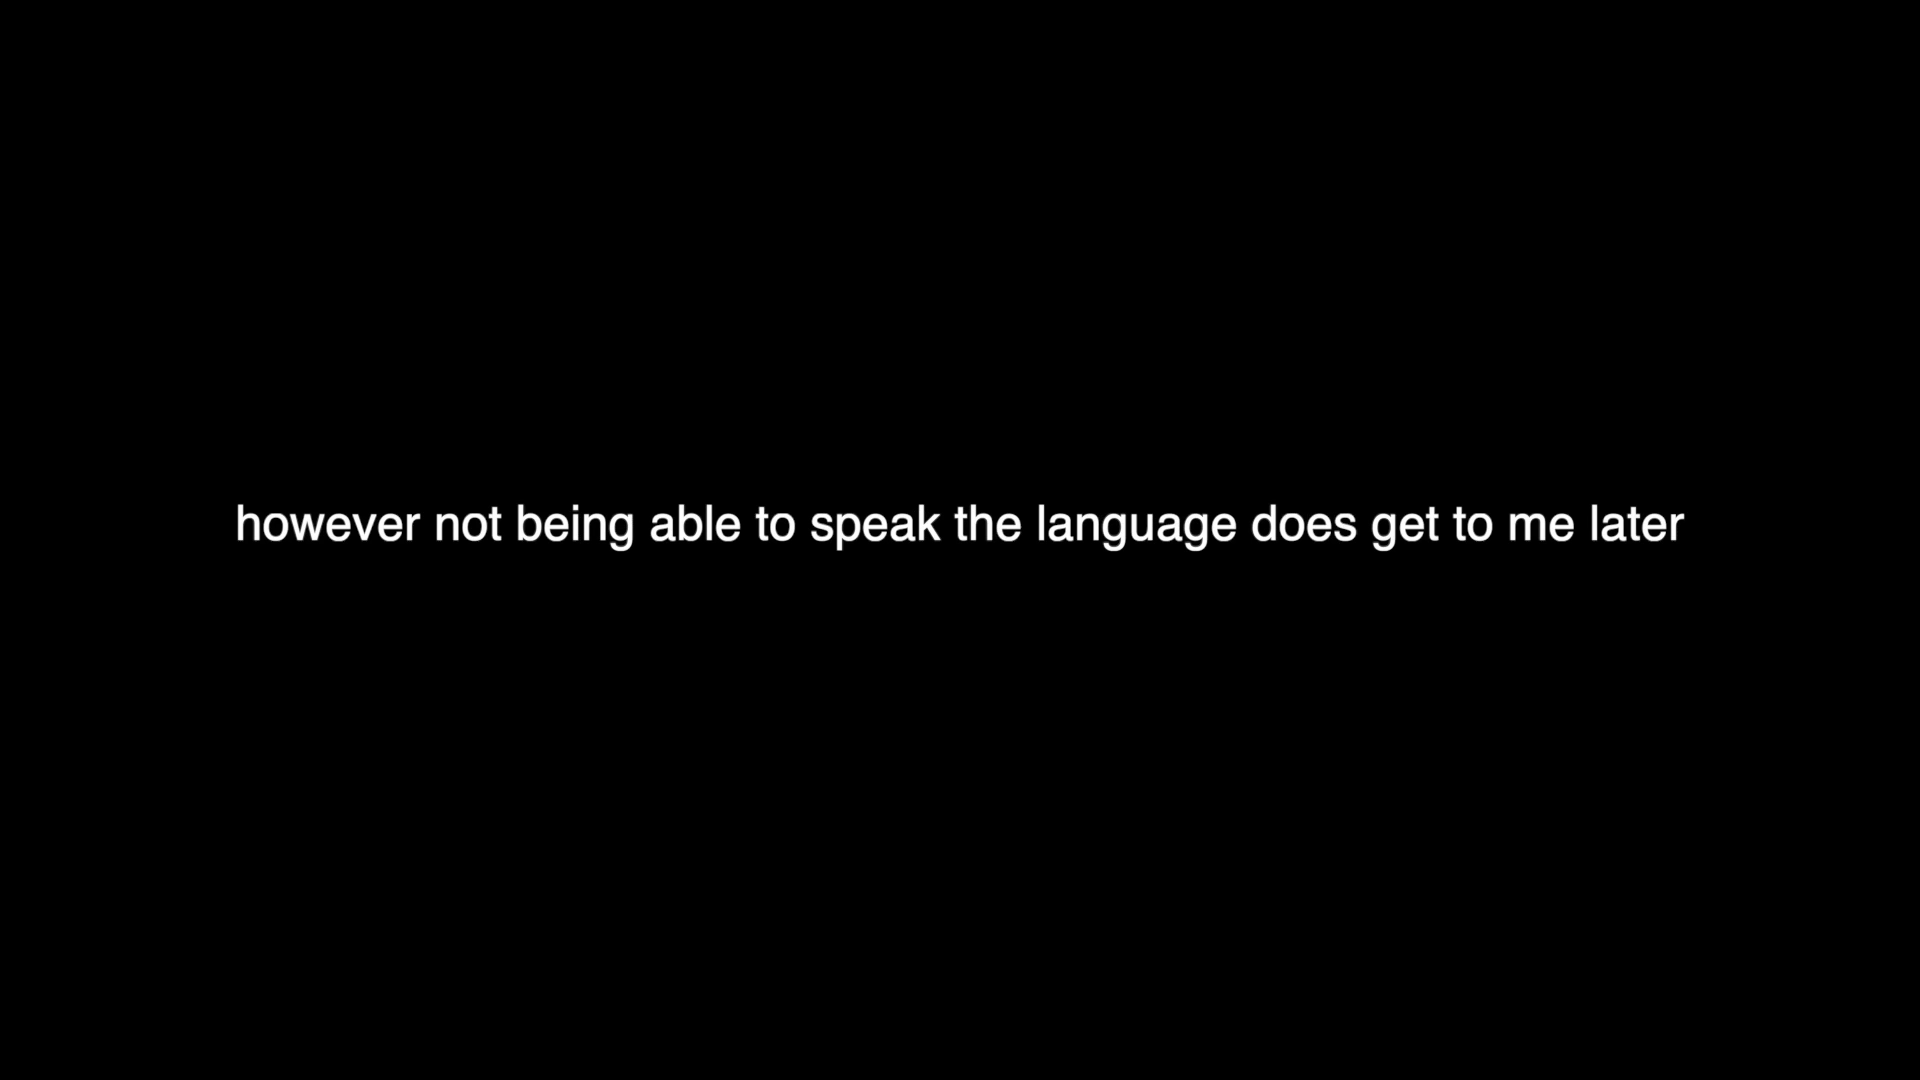 however not being able to speak the language does get to me later